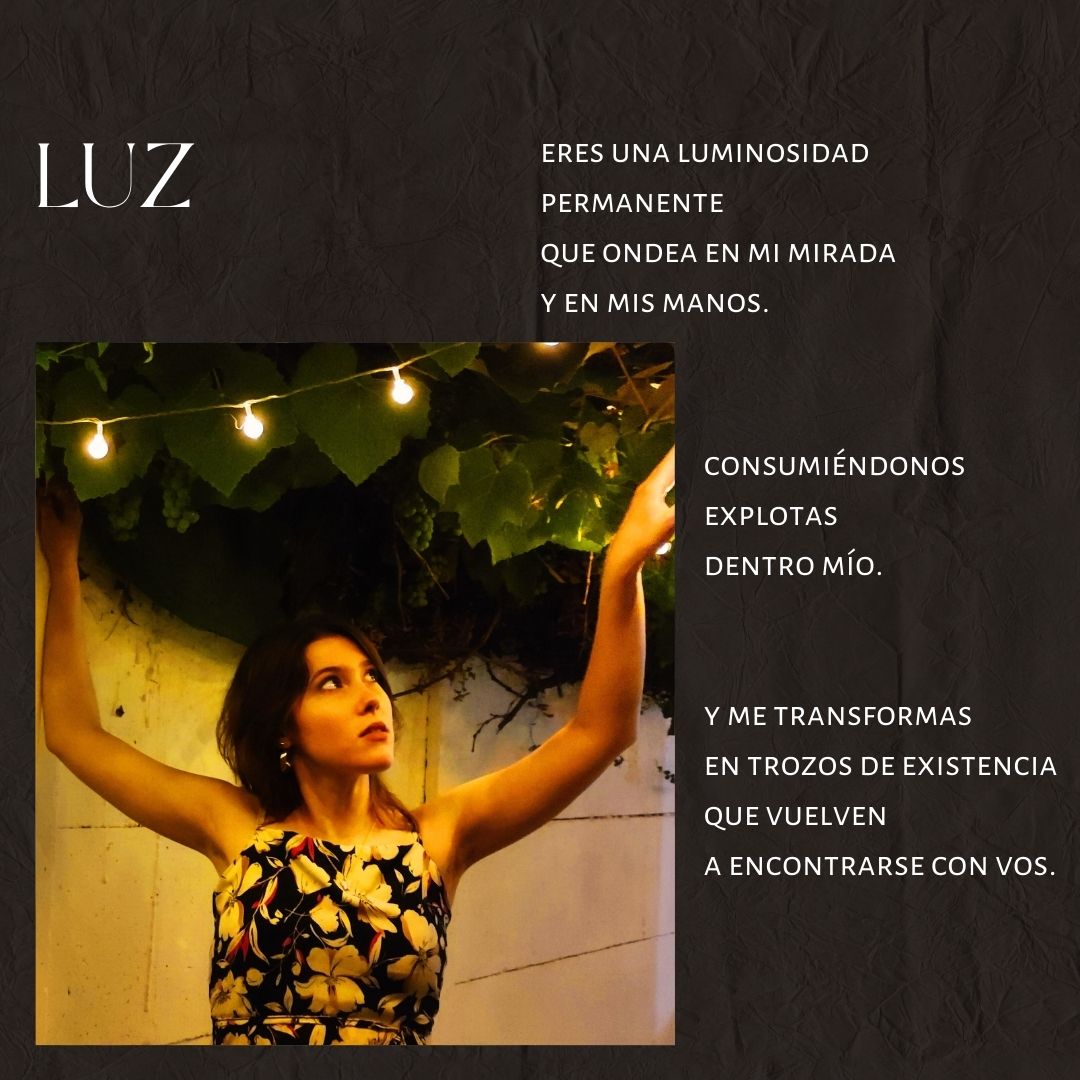 LUZ
ERES UNA LUMINOSIDAD
PERMANENTE
QUE ONDEA EN MI MIRADA
Y EN MIS MANOS.
CONSUMIÉNDONOS
EXPLOTAS
DENTRO MÍO.
Y ME TRANSFORMAS
EN TROZOS DE EXISTENCIA
QUE VUELVEN
A ENCONTRARSE CON VOS.